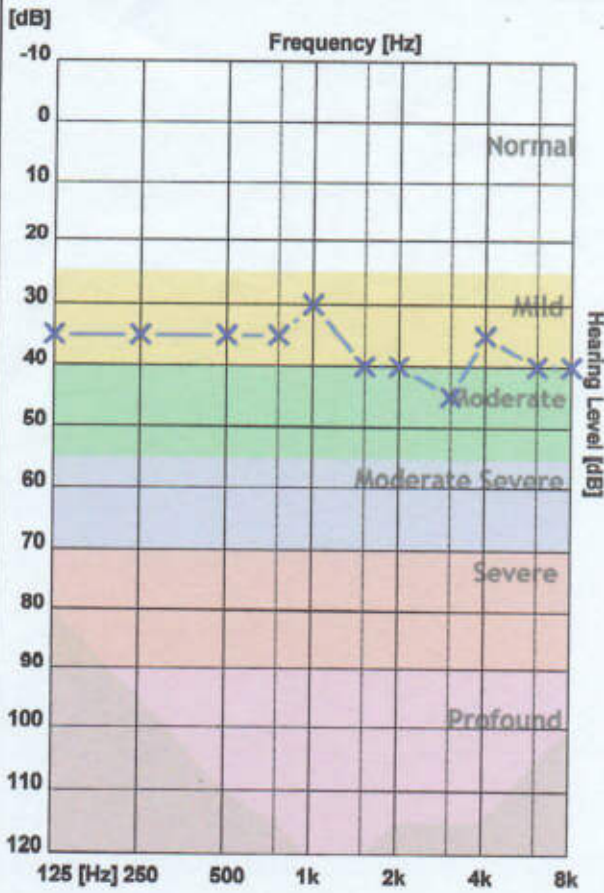 [dB]
Frequency [Hz]
-10
0
Normal
10
20
30
Mild
40
Moderate
50
60
Moderate Severe
70
Severe
80
90
100
Profound
110
120
125 [Hz] 250 500 1k 2k 4k 8k
Hearing Level [dB]